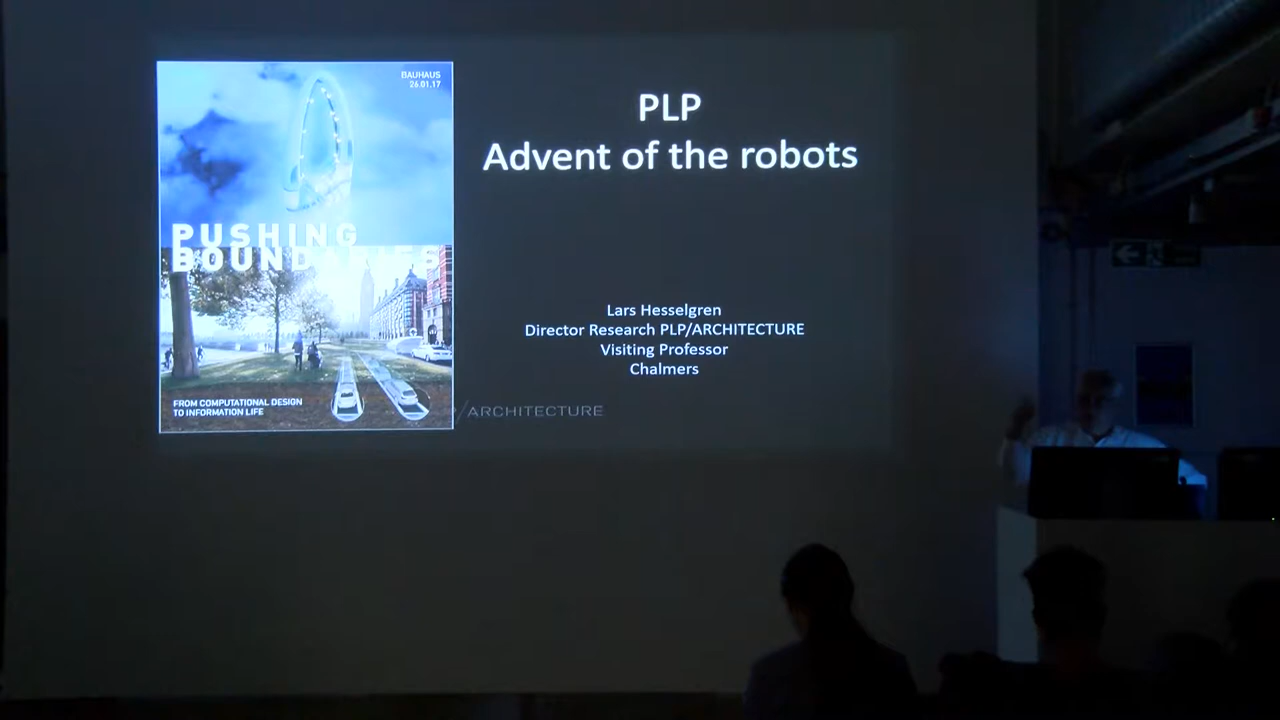 BAUHAUS
26.01.17
PUSHING
BOUNDARIES
FROM COMPUTATIONAL DESIGN
TO INFORMATION LIFE
PLP
Advent of the robots
Lars Hesselgren
Director Research PLP/ARCHITECTURE
Visiting Professor
Chalmers
/ARCHITECTURE